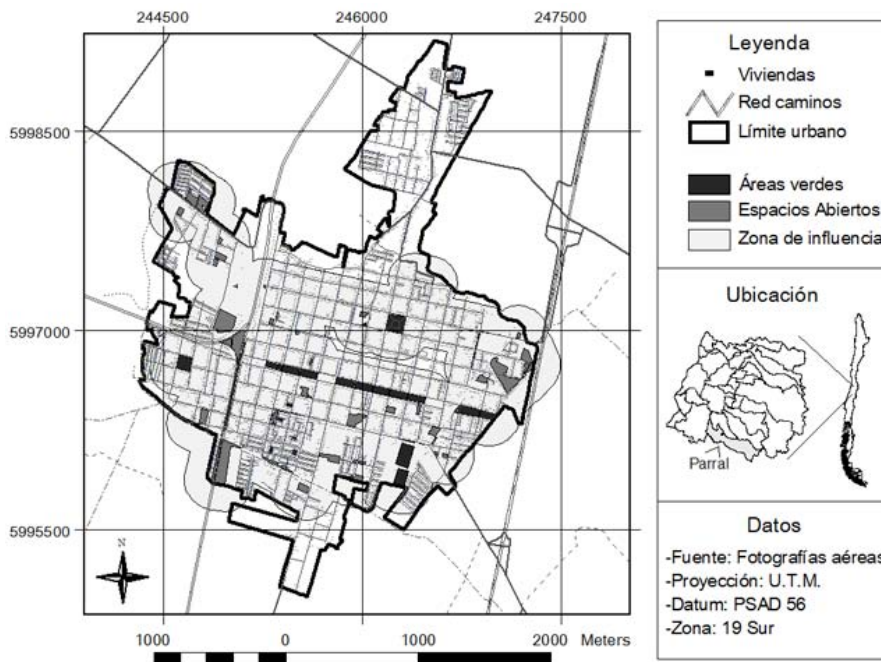 244500 246000 247500
5998500
5997000
5995500
1000 0 1000 2000 Meters
Leyenda
Viviendas
Red caminos
Límite urbano
Áreas verdes
Espacios Abiertos
Zona de influencia
Ubicación
Parral
Datos
-Fuente: Fotografías aéreas
-Proyección: U.T.M.
-Datum: PSAD 56
-Zona: 19 Sur